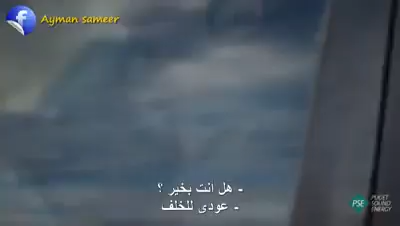 Ayman sameer
- هل انت بخير ؟
- عودى للخلف
PSE
PUGET
SOUND
ENERGY